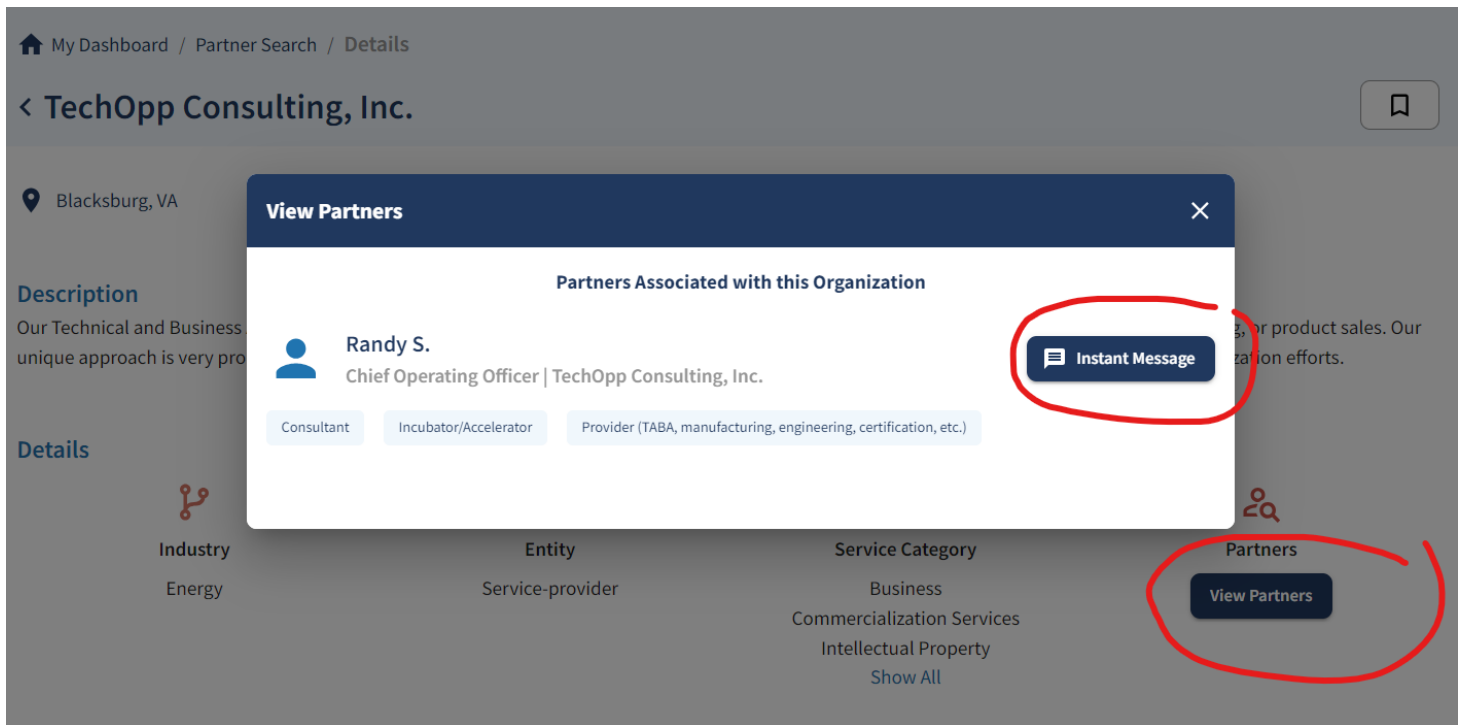 My Dashboard / Partner Search / Details
< TechOpp Consulting, Inc.
Blacksburg, VA
View Partners
Partners Associated with this Organization
Description
Our Technical and Business
g, or product sales. Our
unique approach is very pro
zation efforts.
Randy S.
Chief Operating Officer | TechOpp Consulting, Inc.
Instant Message
Consultant
Incubator/Accelerator
Provider (TABA, manufacturing, engineering, certification, etc.)
Details
Industry
Energy
Entity
Service-provider
Service Category
Business
Commercialization Services
Intellectual Property
Show All
Partners
View Partners